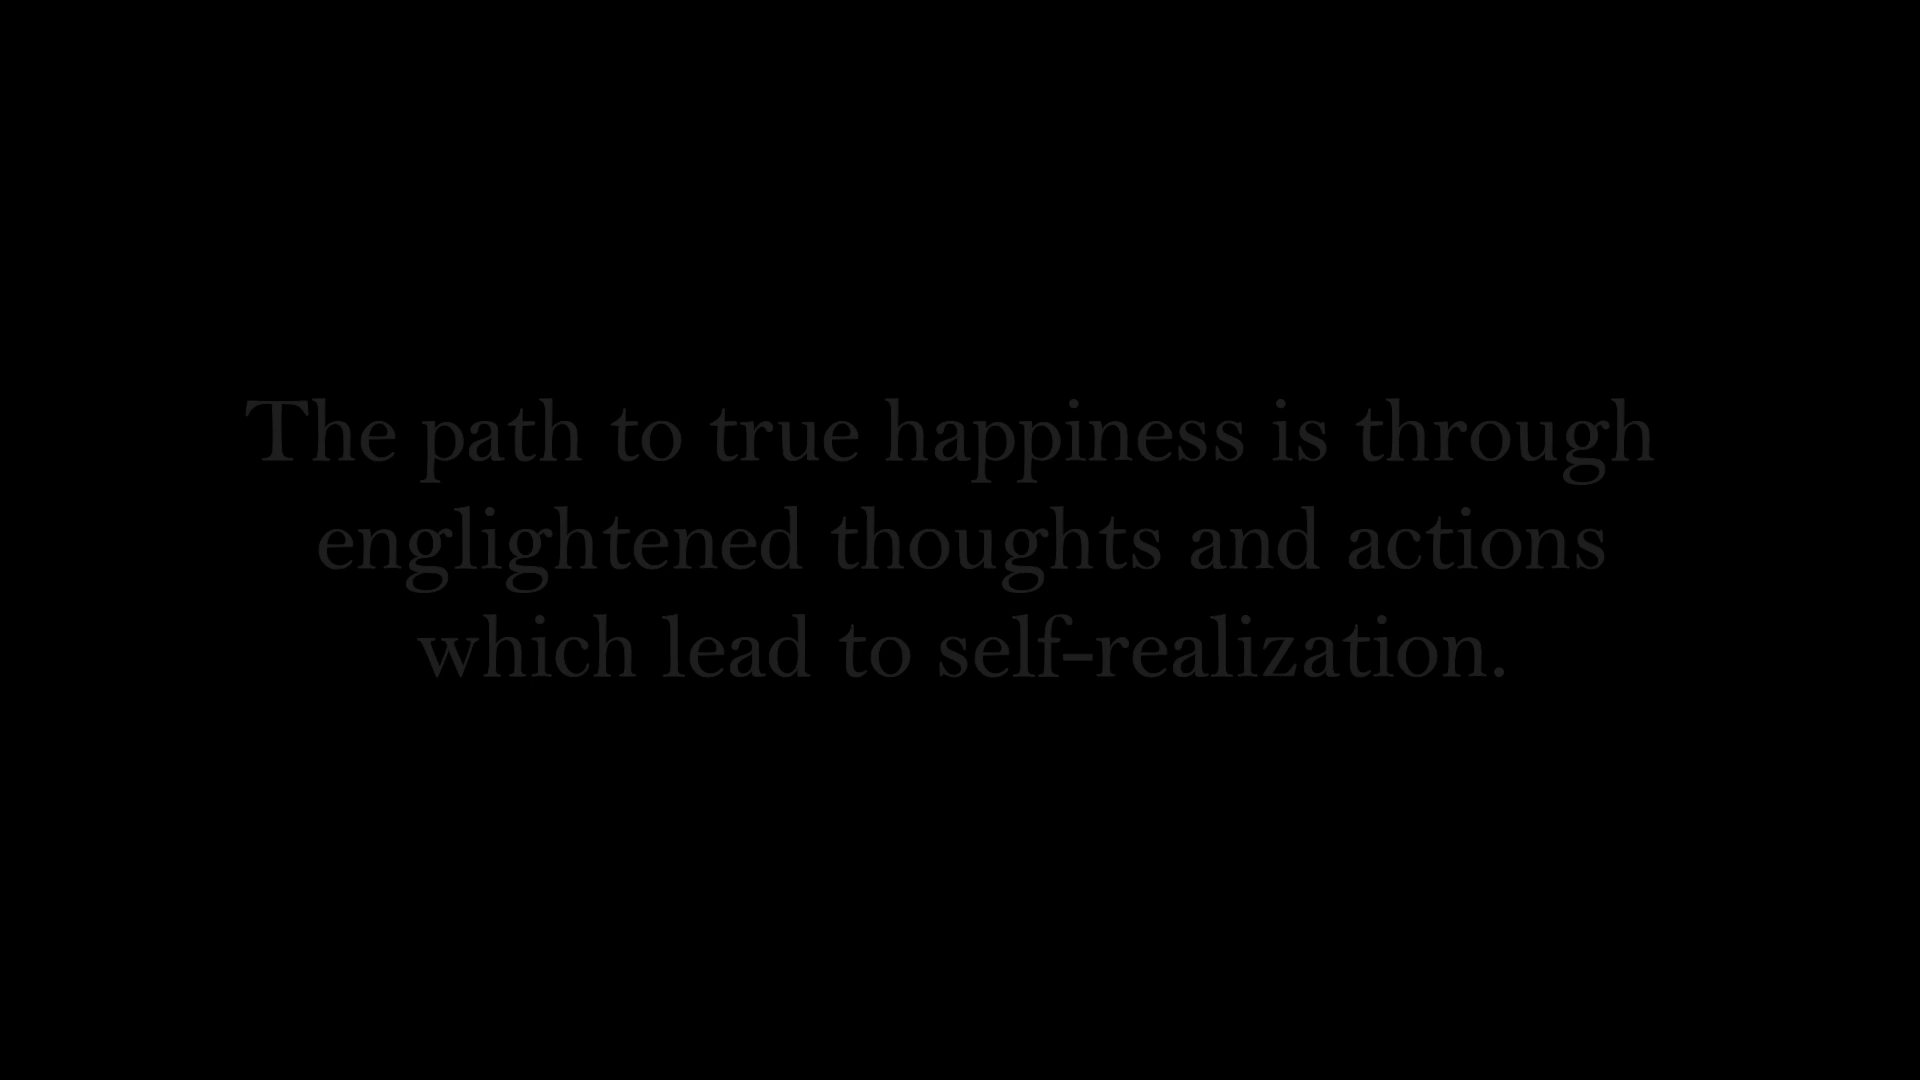 The path to true happiness is through
englightened thoughts and actions
which lead to self-realization.